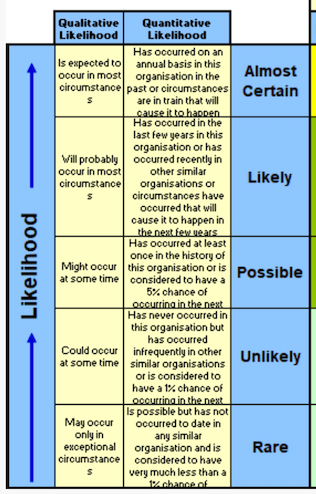 Qualitative
Likelihood
Quantitative
Likelihood
Likelihood
Is expected to
occur in most
circumstance
s
Has occurred on an
annual basis in this
organisation in the
past or circumstances
are in train that will
cause it to happen
Almost
Certain
Will probably
occur in most
circumstance
s
Has occurred in the
last few years in this
organisation or has
occurred recently in
other similar
organisations or
circumstances have
occurred that will
cause it to happen in
the next few years
Likely
Might occur
at some time
Has occurred at least
once in the history of
this organisation or is
considered to have a
5% chance of
occurring in the next
Possible
Could occur
at some time
Has never occurred in
this organisation but
has occurred
infrequently in other
similar organisations
or is considered to
have a 1% chance of
occurring in the next
Unlikely
May occur
only in
exceptional
circumstance
s
Is possible but has not
occurred to date in
any similar
organisation and is
considered to have
very much less than a
1% chance of
Rare